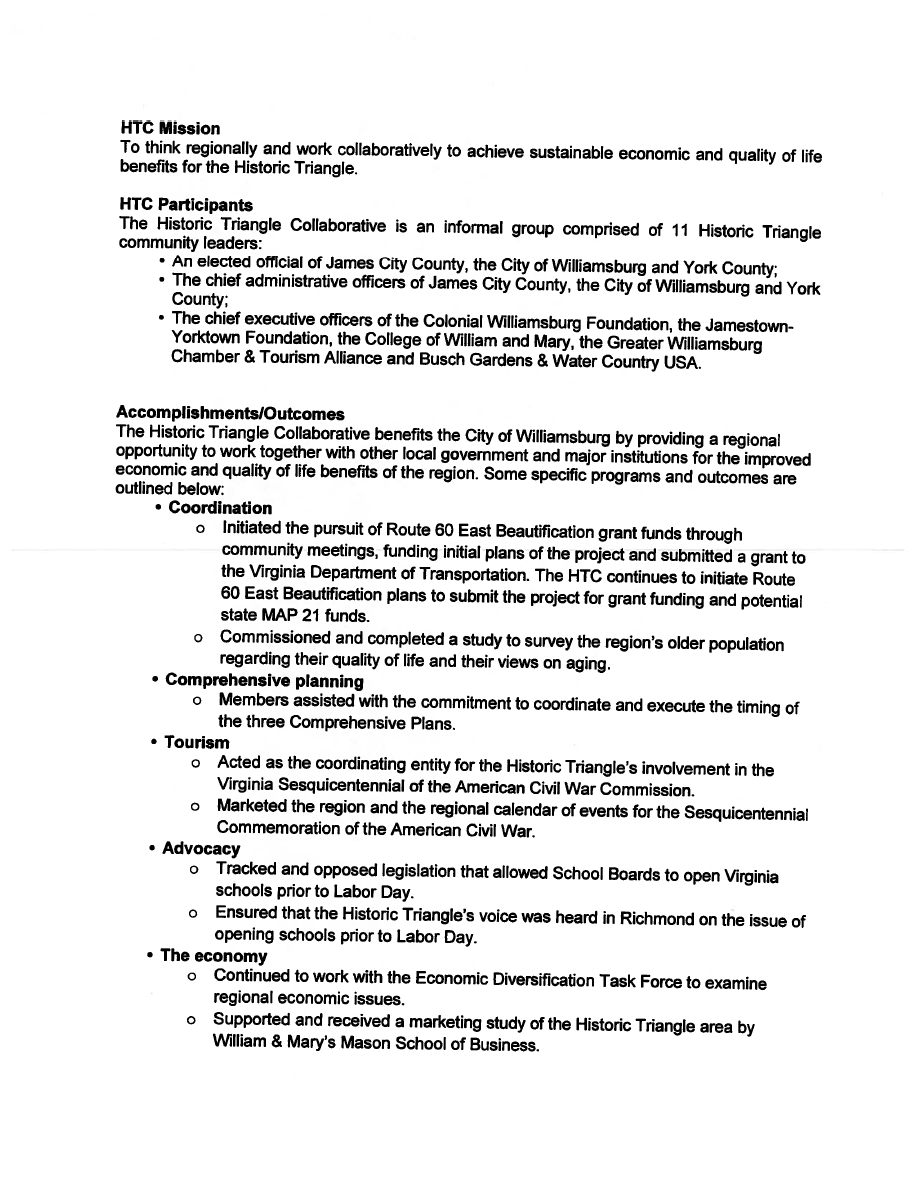 HTC Mission
To think regionally and work collaboratively to achieve sustainable economic and quality of life
benefits for the Historic Triangle.
HTC Participants
The Historic Triangle Collaborative is an informal group comprised of 11 Historic Triangle
community leaders:
• An elected official of James City County, the City of Williamsburg and York County;
• The chief administrative officers of James City County, the City of Williamsburg and York
County;
• The chief executive officers of the Colonial Williamsburg Foundation, the Jamestown-
Yorktown Foundation, the College of William and Mary, the Greater Williamsburg
Chamber & Tourism Alliance and Busch Gardens & Water Country USA.
Accomplishments/Outcomes
The Historic Triangle Collaborative benefits the City of Williamsburg by providing a regional
opportunity to work together with other local government and major institutions for the improved
economic and quality of life benefits of the region. Some specific programs and outcomes are
outlined below:
• Coordination
o Initiated the pursuit of Route 60 East Beautification grant funds through
community meetings, funding initial plans of the project and submitted a grant to
the Virginia Department of Transportation. The HTC continues to initiate Route
60 East Beautification plans to submit the project for grant funding and potential
state MAP 21 funds.
o Commissioned and completed a study to survey the region's older population
regarding their quality of life and their views on aging.
• Comprehensive planning
o Members assisted with the commitment to coordinate and execute the timing of
the three Comprehensive Plans.
• Tourism
o Acted as the coordinating entity for the Historic Triangle's involvement in the
Virginia Sesquicentennial of the American Civil War Commission.
o Marketed the region and the regional calendar of events for the Sesquicentennial
Commemoration of the American Civil War.
• Advocacy
o Tracked and opposed legislation that allowed School Boards to open Virginia
schools prior to Labor Day.
o Ensured that the Historic Triangle's voice was heard in Richmond on the issue of
opening schools prior to Labor Day.
• The economy
o Continued to work with the Economic Diversification Task Force to examine
regional economic issues.
o Supported and received a marketing study of the Historic Triangle area by
William & Mary's Mason School of Business.